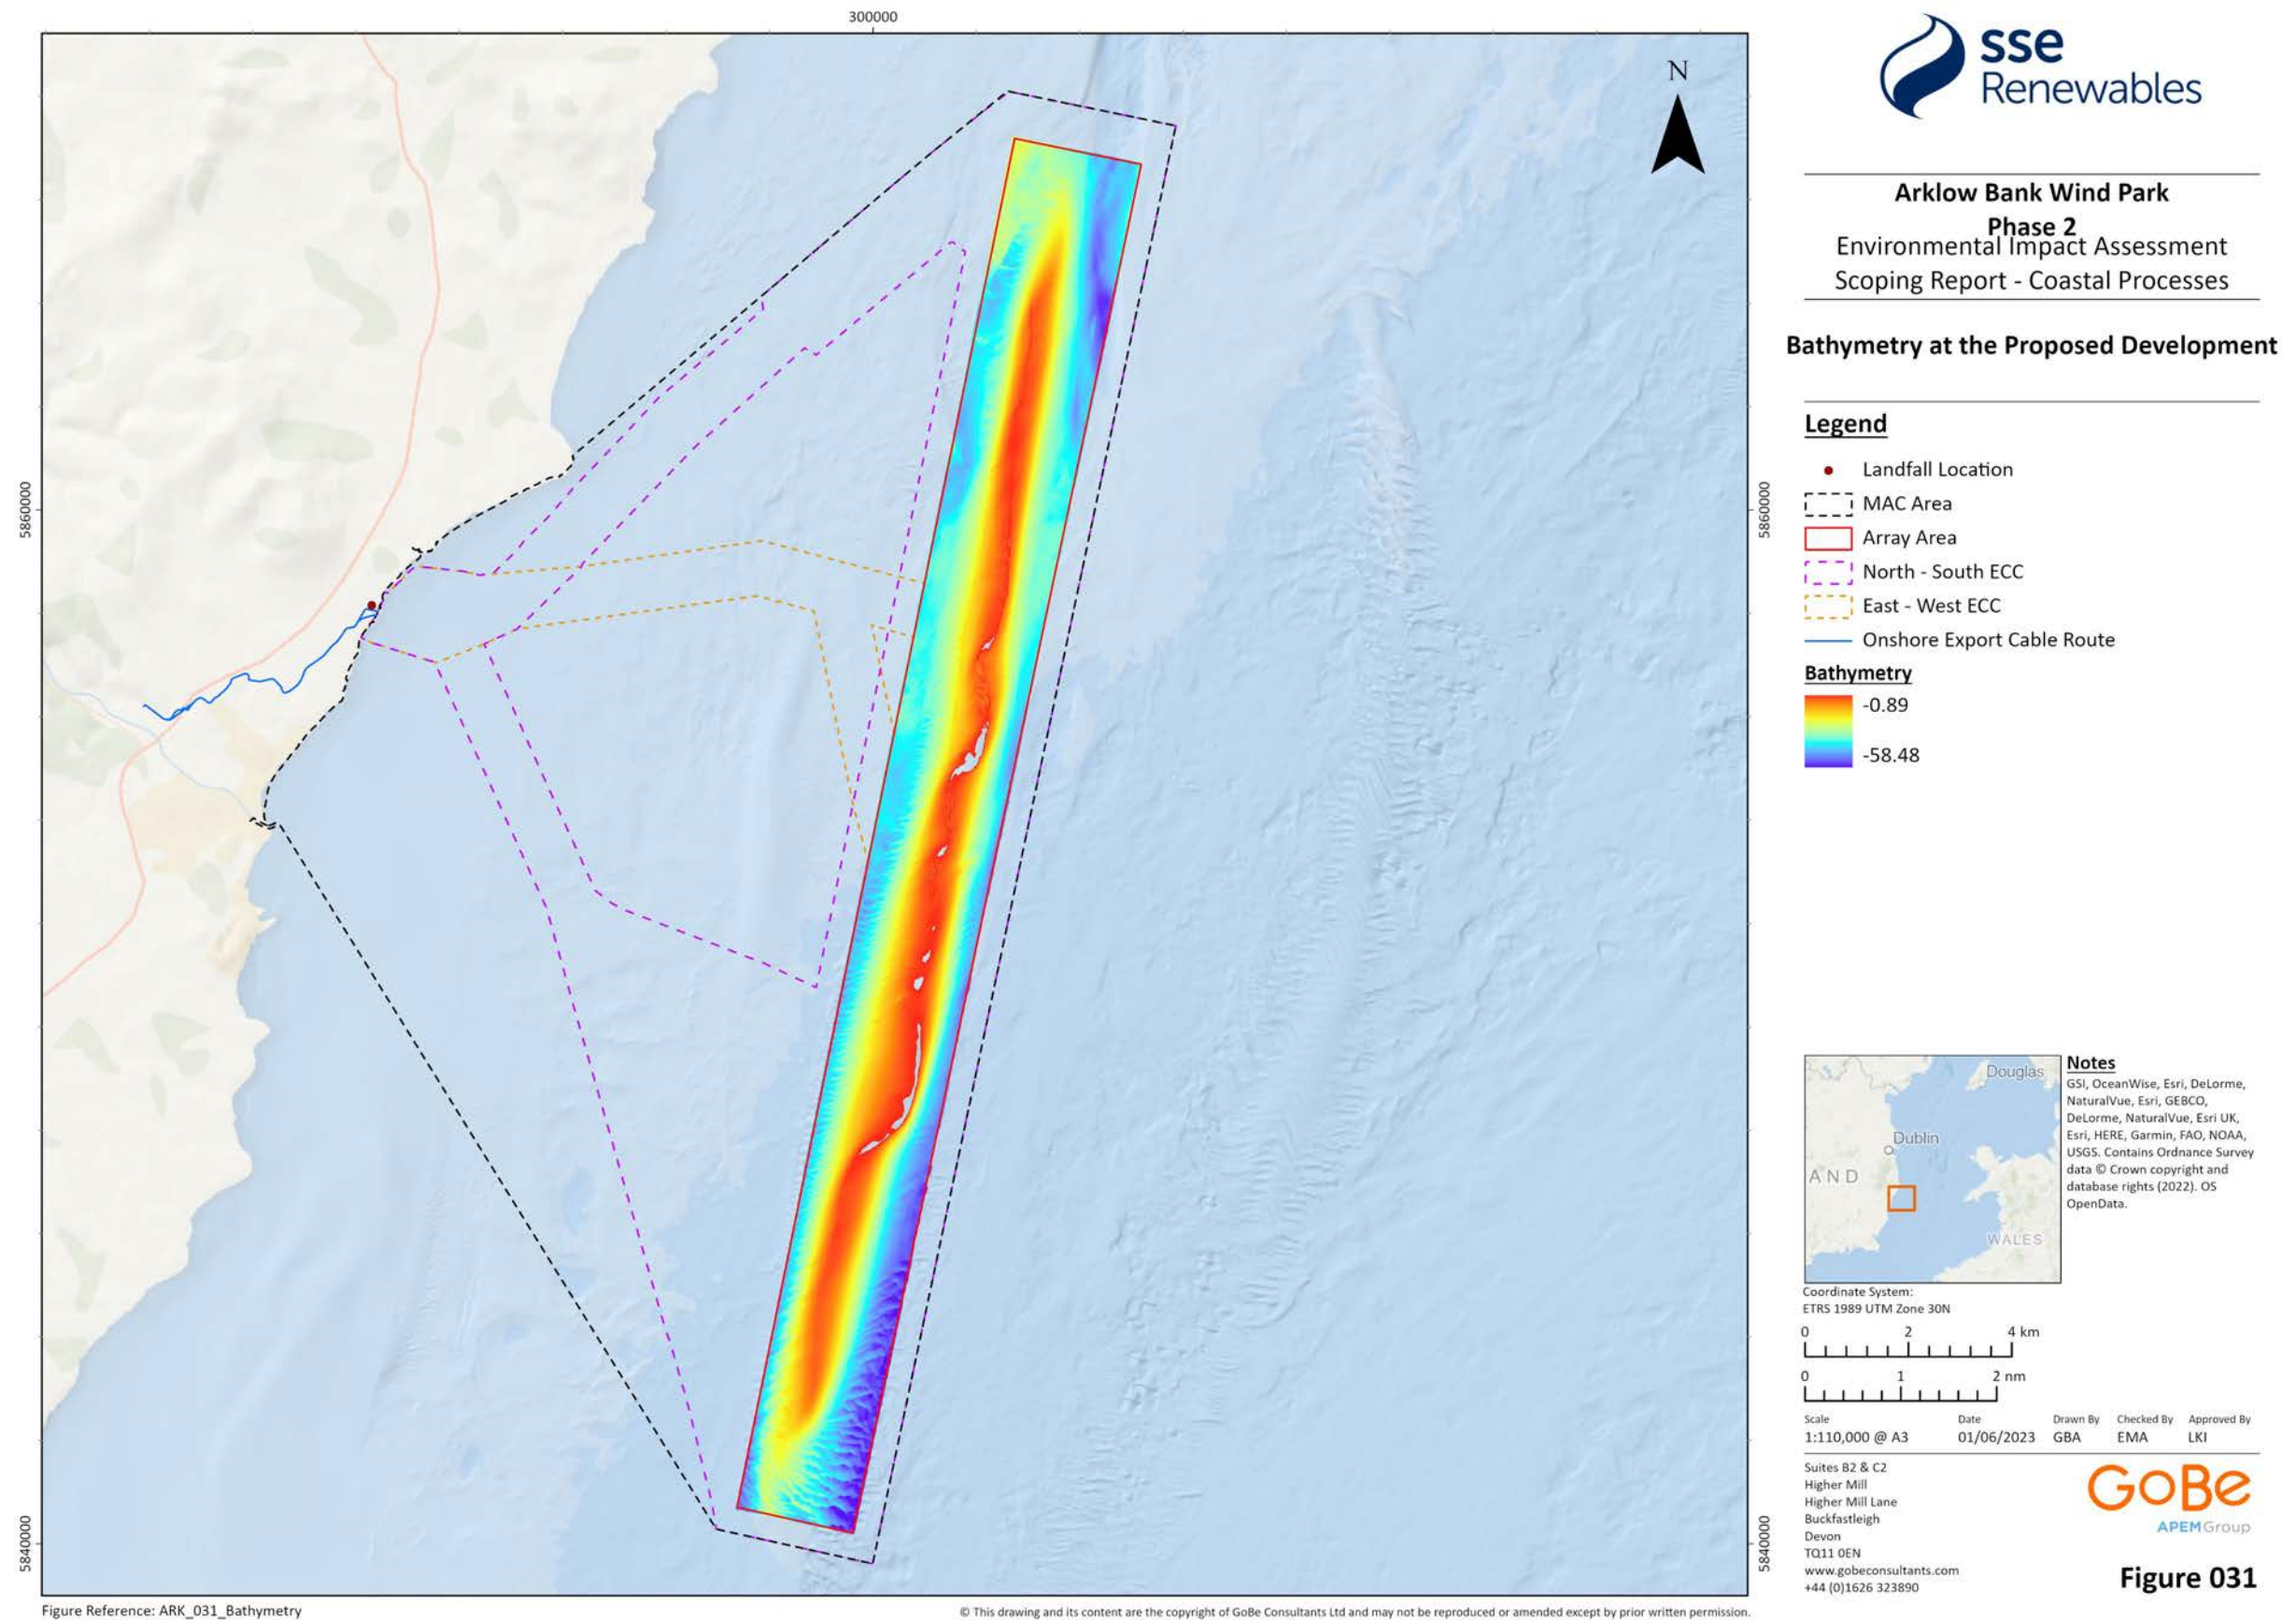 300000
N
5860000
5860000
5840000
5840000
sse
Renewables
Arklow Bank Wind Park
Phase 2
Environmental Impact Assessment
Scoping Report - Coastal Processes
Bathymetry at the Proposed Development
Legend
Landfall Location
MAC Area
Array Area
North - South ECC
East - West ECC
Onshore Export Cable Route
Bathymetry
-0.89
-58.48
Douglas
Dublin
AND
WALES
Notes
GSI, OceanWise, Esri, DeLorme,
NaturalVue, Esri, GEBCO,
DeLorme, NaturalVue, Esri UK,
Esri, HERE, Garmin, FAO, NOAA,
USGS. Contains Ordnance Survey
data © Crown copyright and
database rights (2022). OS
OpenData.
Coordinate System:
ETRS 1989 UTM Zone 30N
0 2 4 km
0 1 2 nm
Scale Date Drawn By Checked By Approved By
1:110,000 @ A3 01/06/2023 GBA EMA LKI
Suites B2 & C2
Higher Mill
Higher Mill Lane
Buckfastleigh
Devon
TQ11 0EN
www.gobeconsultants.com
+44 (0)1626 323890
GoBe
APEMGroup
Figure 031
Figure Reference: ARK_031_Bathymetry
© This drawing and its content are the copyright of GoBe Consultants Ltd and may not be reproduced or amended except by prior written permission.